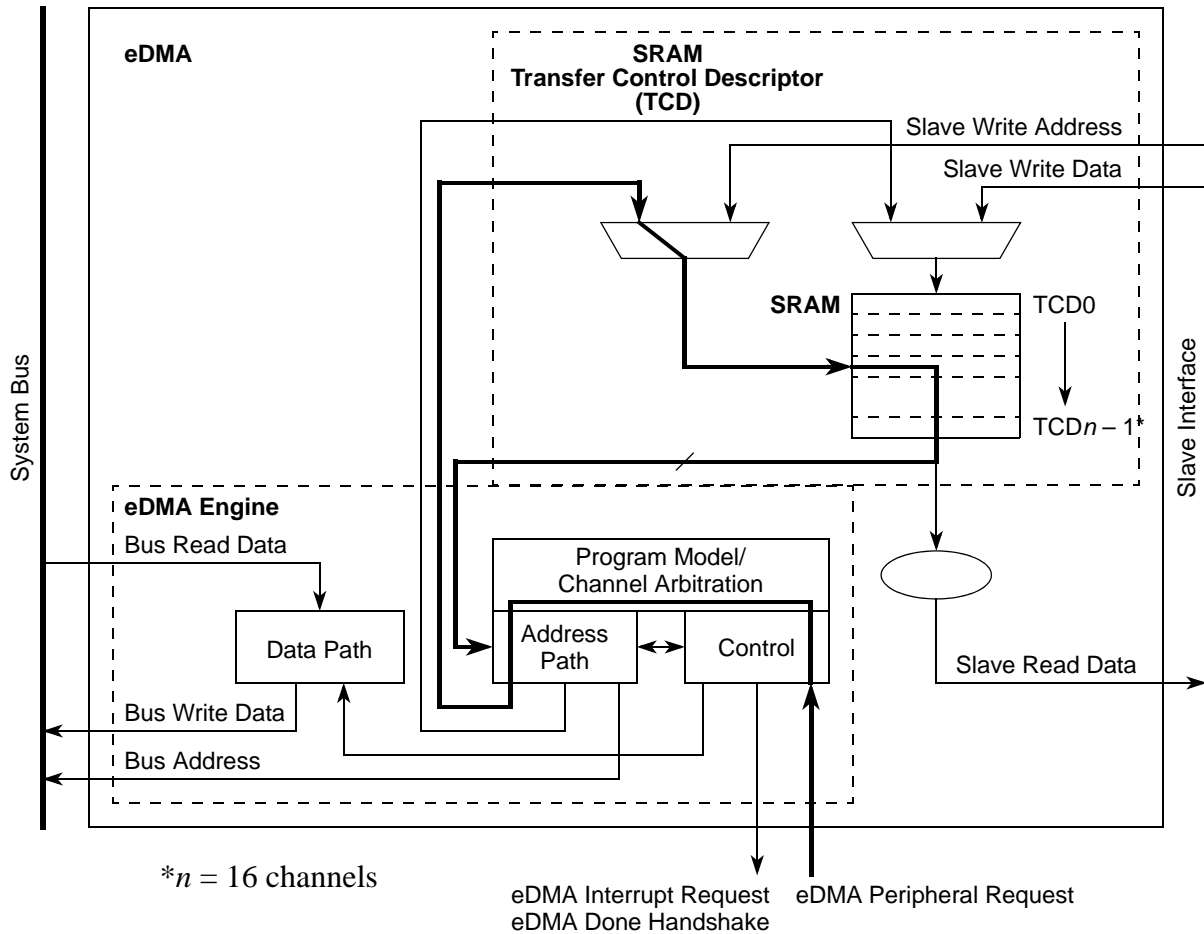 eDMA
SRAM
Transfer Control Descriptor
(TCD)
Slave Write Address
Slave Write Data
SRAM
TCD0
TCDn – 1*
System Bus
Slave Interface
eDMA Engine
Bus Read Data
Program Model/
Channel Arbitration
Data Path
Address
Path
Control
Slave Read Data
Bus Write Data
Bus Address
*n = 16 channels
eDMA Interrupt Request
eDMA Done Handshake
eDMA Peripheral Request